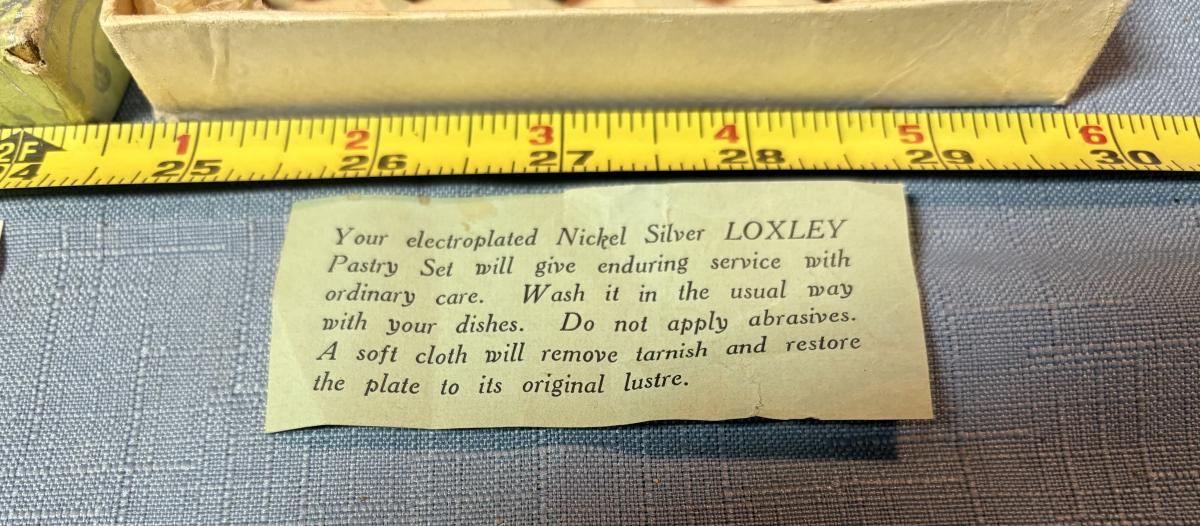 1 2 3 4 5 6
2F
24 25 26 27 28 29 30
Your electroplated Nickel Silver LOXLEY
Pastry Set will give enduring service with
ordinary care. Wash it in the usual way
with your dishes. Do not apply abrasives.
A soft cloth will remove tarnish and restore
the plate to its original lustre.